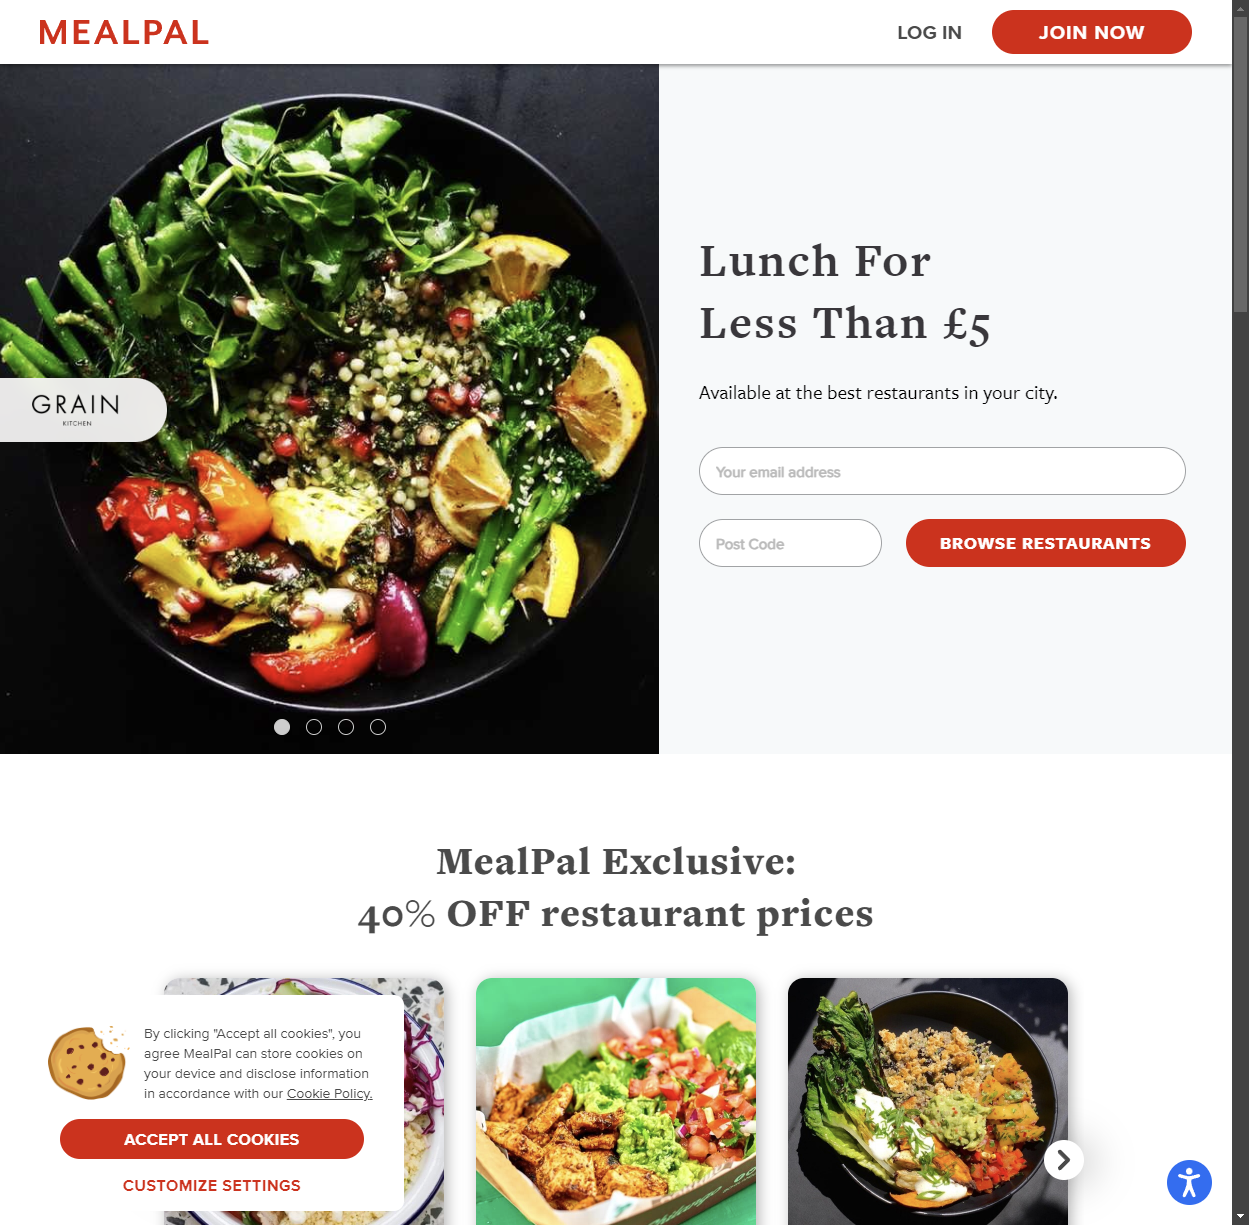 MEALPAL
LOG IN
JOIN NOW
GRAIN
KITCHEN
Lunch For
Less Than £5
Available at the best restaurants in your city.
Your email address
Post Code
BROWSE RESTAURANTS
MealPal Exclusive:
40% OFF restaurant prices
By clicking "Accept all cookies", you
agree MealPal can store cookies on
your device and disclose information
in accordance with our Cookie Policy.
ACCEPT ALL COOKIES
CUSTOMIZE SETTINGS